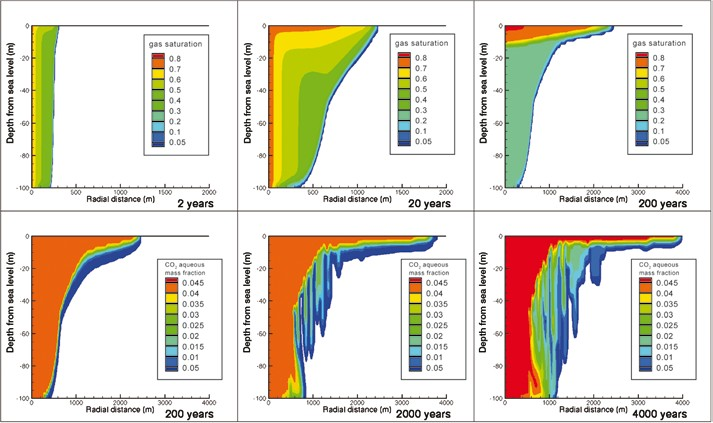 0
-20
-40
-60
-80
-100
Depth from sea level (m)
gas saturation
0.8
0.7
0.6
0.5
0.4
0.3
0.2
0.1
0.05
0 500 1000 1500 2000
Radial distance (m)
2 years
0
-20
-40
-60
-80
-100
Depth from sea level (m)
gas saturation
0.8
0.7
0.6
0.5
0.4
0.3
0.2
0.1
0.05
0 500 1000 1500 2000
Radial distance (m)
20 years
0
-20
-40
-60
-80
-100
Depth from sea level (m)
gas saturation
0.8
0.7
0.6
0.5
0.4
0.3
0.2
0.1
0.05
0 1000 2000 3000 4000
Radial distance (m)
200 years
0
-20
-40
-60
-80
-100
Depth from sea level (m)
CO₂ aqueous
mass fraction
0.045
0.04
0.035
0.03
0.025
0.02
0.015
0.01
0.05
0 1000 2000 3000 4000
Radial distance (m)
200 years
0
-20
-40
-60
-80
-100
Depth from sea level (m)
CO₂ aqueous
mass fraction
0.045
0.04
0.035
0.03
0.025
0.02
0.015
0.01
0.05
0 1000 2000 3000 4000
Radial distance (m)
2000 years
0
-20
-40
-60
-80
-100
Depth from sea level (m)
CO₂ aqueous
mass fraction
0.045
0.04
0.035
0.03
0.025
0.02
0.015
0.01
0.05
0 1000 2000 3000 4000
Radial distance (m)
4000 years